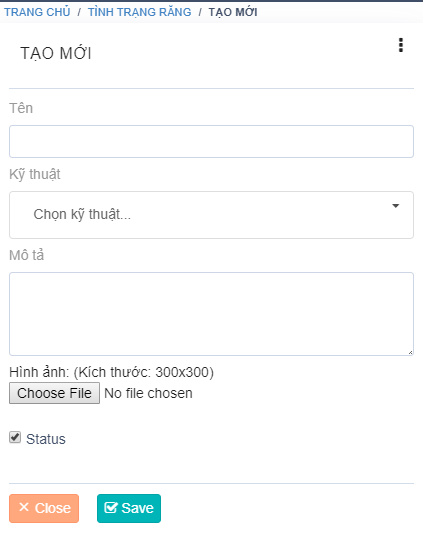 TRANG CHỦ / TÌNH TRẠNG RĂNG / TẠO MỚI
TẠO MỚI
Tên
Kỹ thuật
Chọn kỹ thuật...
Mô tả
Hình ảnh: (Kích thước: 300x300)
Choose File No file chosen
Status
Close Save